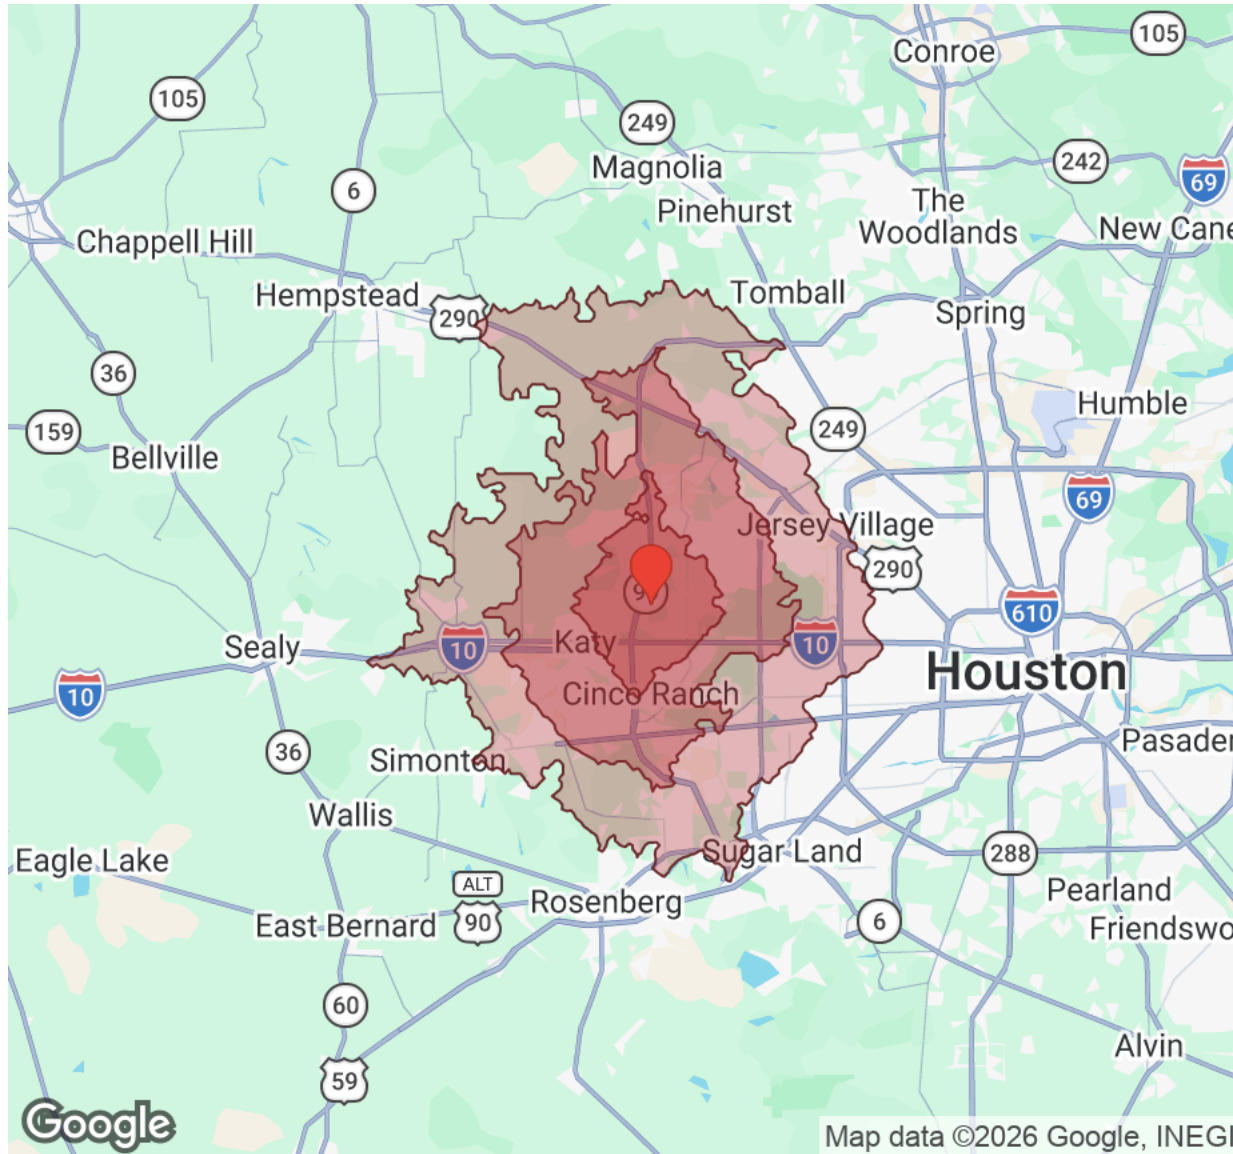 Conroe
105
105
249
242
Magnolia
69
6
Pinehurst
The
Woodlands
New Cane
Chappell Hill
Hempstead
290
Tomball
Spring
36
Humble
159
249
Bellville
69
Jersey Village
290
610
Sealy
10
Katy
10
Houston
10
Cinco Ranch
36
Simonton
Pasader
Wallis
Eagle Lake
Sugar Land
288
ALT
90
Rosenberg
Pearland
East Bernard
6
Friendswo
60
Alvin
59
Google
Map data ©2026 Google, INEGI